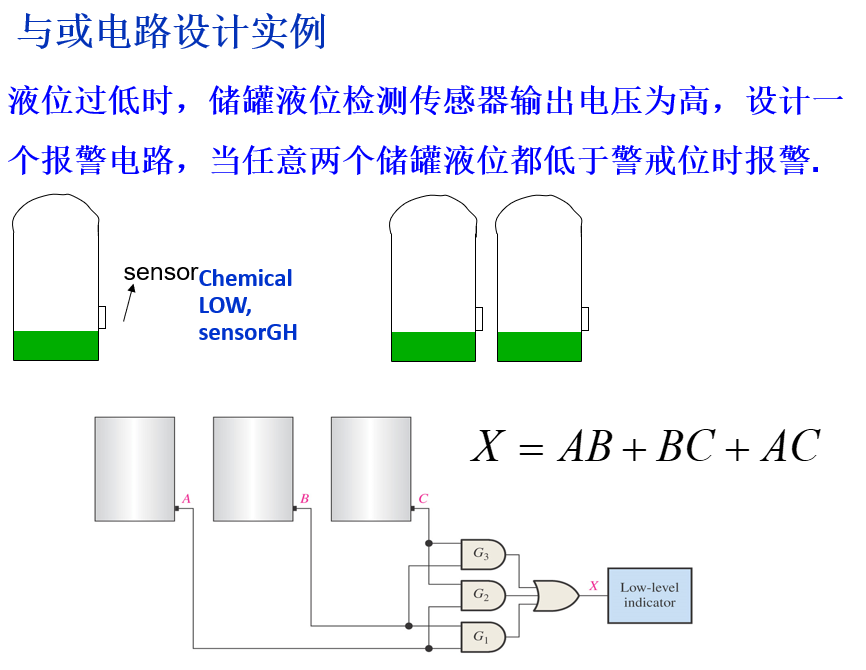 与或电路设计实例
液位过低时，储罐液位检测传感器输出电压为高，设计一
个报警电路，当任意两个储罐液位都低于警戒位时报警.
sensor
Chemical
LOW,
sensorGH
X = AB + BC + AC
A
B
C
G3
G2
G1
X
Low-level
indicator